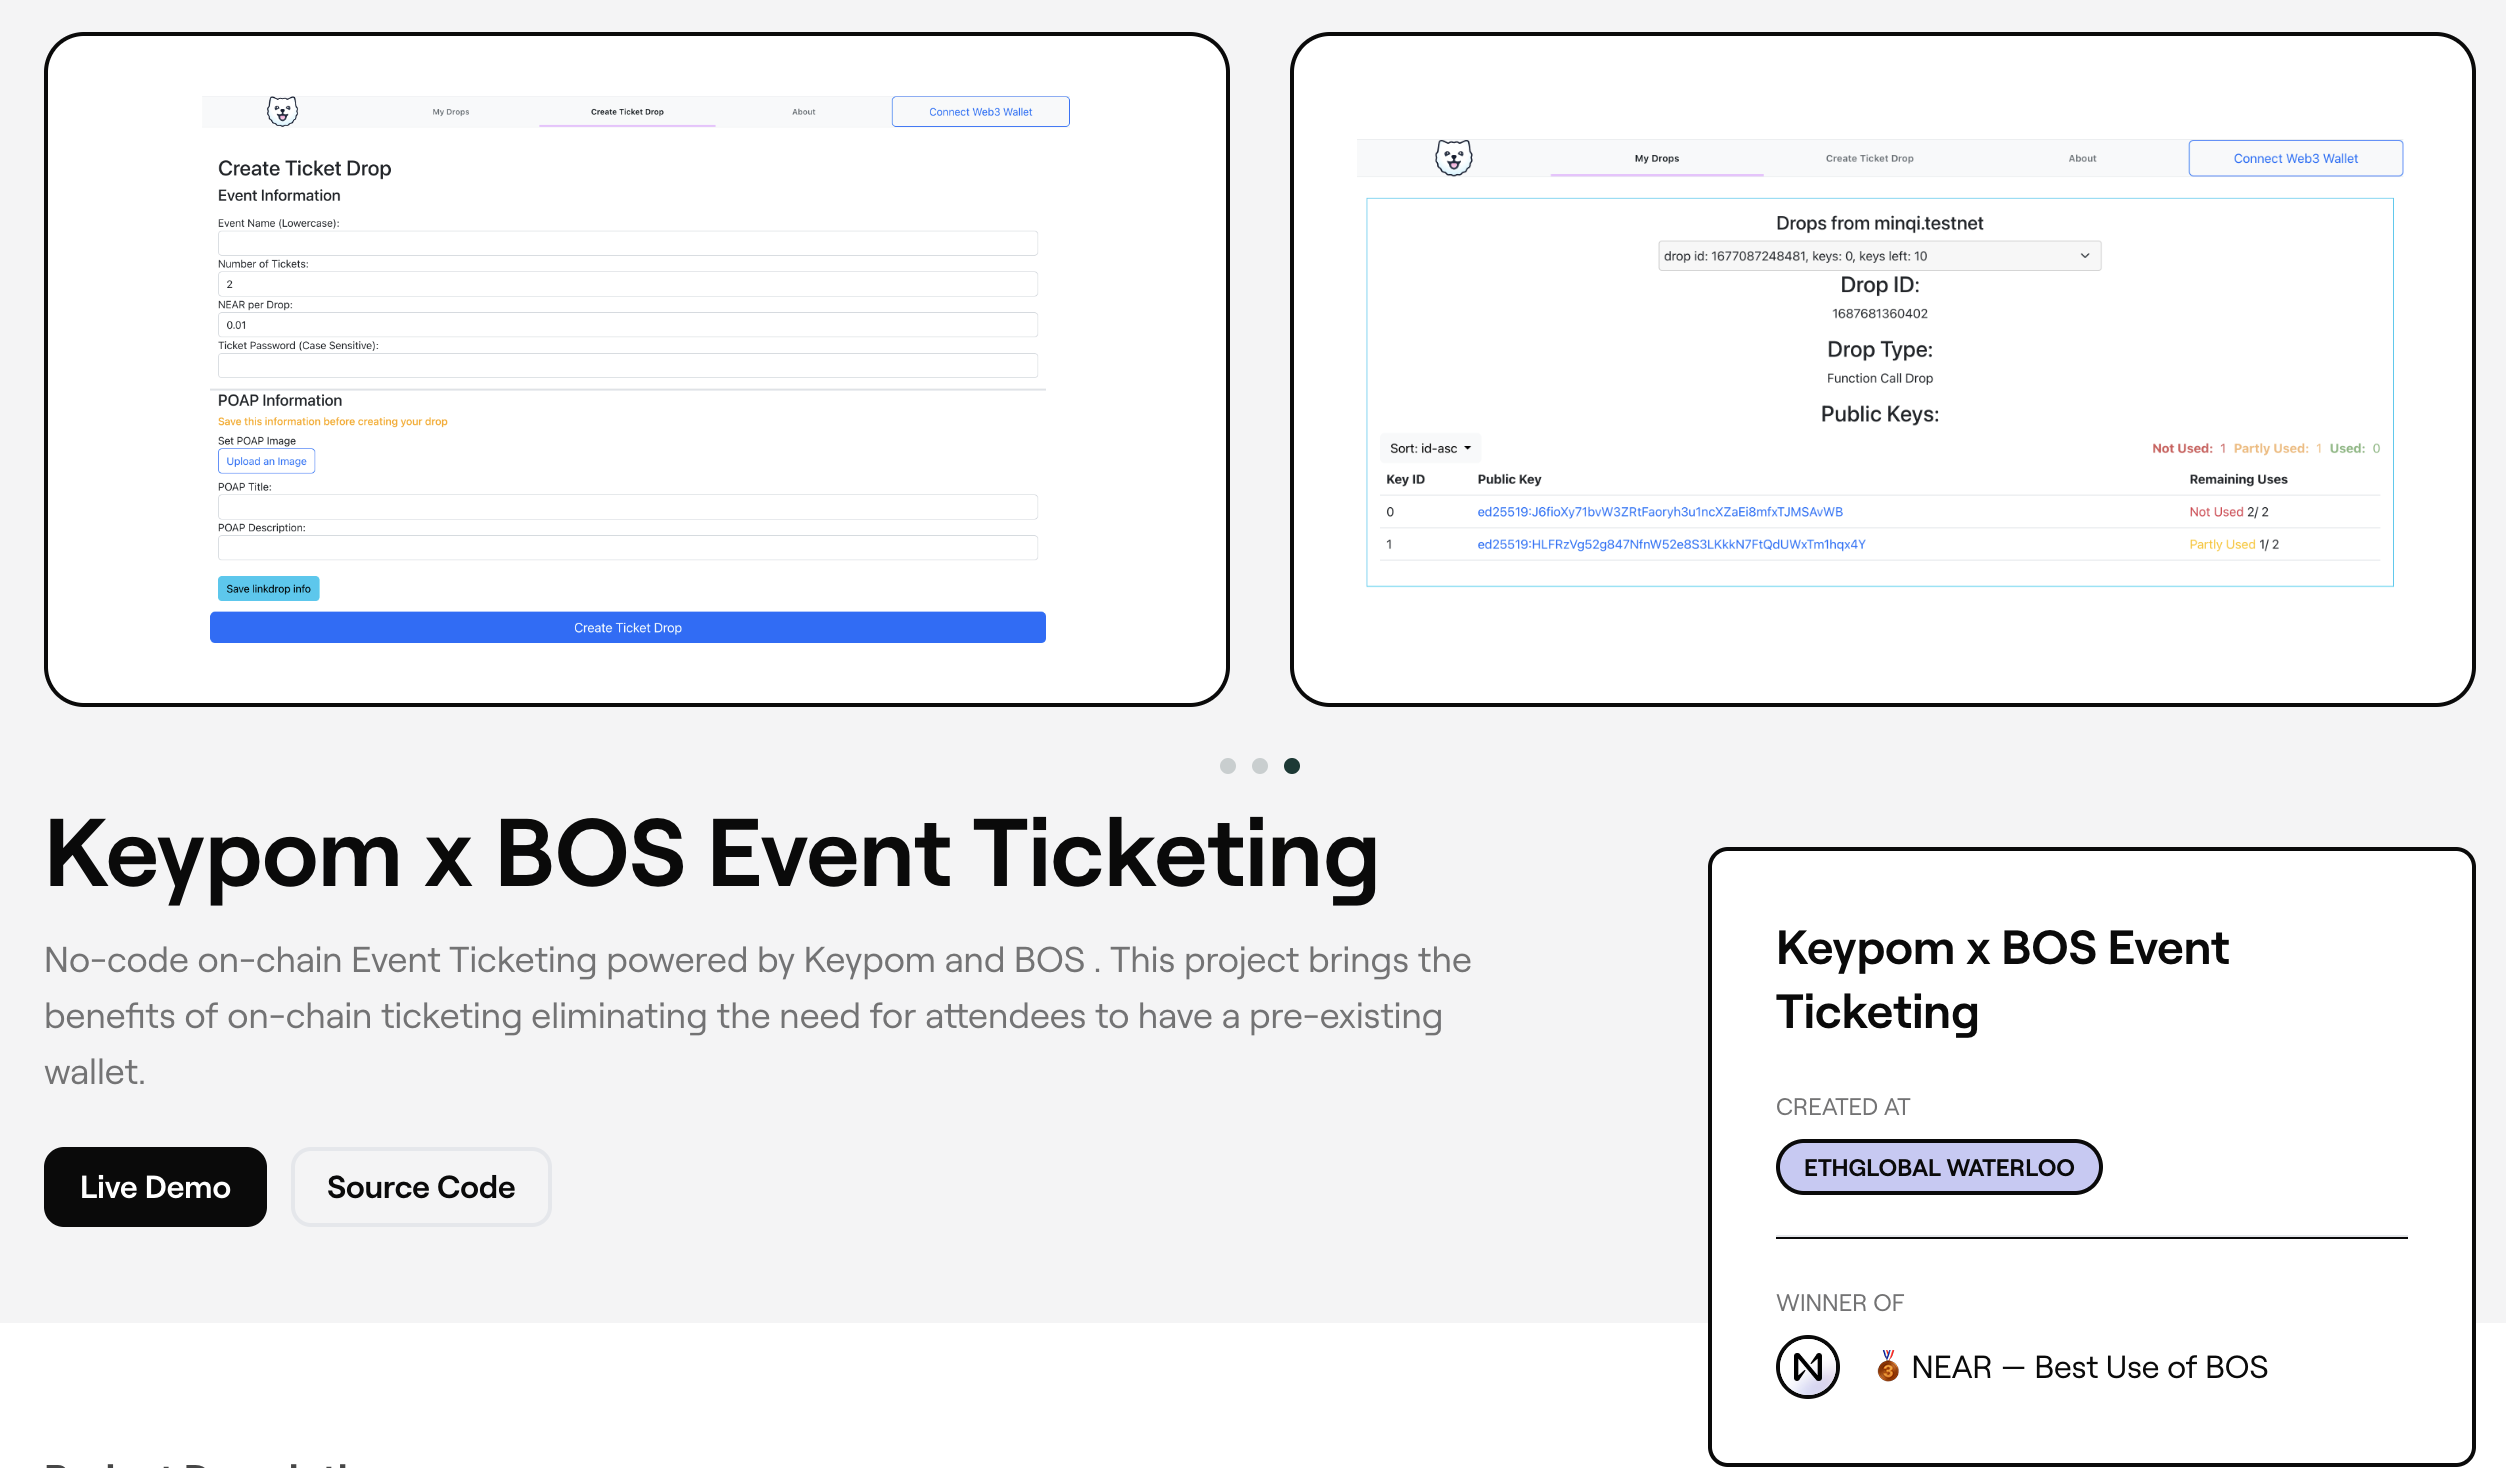 My Drops
Create Ticket Drop
About
Connect Web3 Wallet
Create Ticket Drop
Event Information
Event Name (Lowercase):
Number of Tickets:
2
NEAR per Drop:
0.01
Ticket Password (Case Sensitive):
POAP Information
Save this information before creating your drop
Set POAP Image
Upload an Image
POAP Title:
POAP Description:
Save linkdrop info
Create Ticket Drop
My Drops
Create Ticket Drop
About
Connect Web3 Wallet
Drops from minqi.testnet
drop id: 1677087248481, keys: 0, keys left: 10
Drop ID:
1687681360402
Drop Type:
Function Call Drop
Public Keys:
Sort: id-asc
Not Used: 1 Partly Used: 1 Used: 0
Key ID Public Key Remaining Uses
0 ed25519:J6fioXy71bvW3ZRtFaoryh3u1ncXZaEi8mfxTJMSAvWB Not Used 2/ 2
1 ed25519:HLFRzVg52g847NfnW52e8S3LKkkN7FtQdUWxTm1hqx4Y Partly Used 1/ 2
Keypom x BOS Event Ticketing
No-code on-chain Event Ticketing powered by Keypom and BOS . This project brings the
benefits of on-chain ticketing eliminating the need for attendees to have a pre-existing
wallet.
Live Demo
Source Code
Keypom x BOS Event
Ticketing
CREATED AT
ETHGLOBAL WATERLOO
WINNER OF
🥉 NEAR — Best Use of BOS